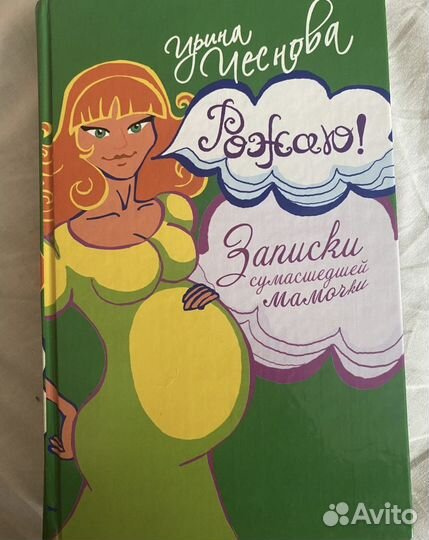 Ирина
Чеснова
Рожаю!
Записки
сумасшедшей
мамочки
Avito